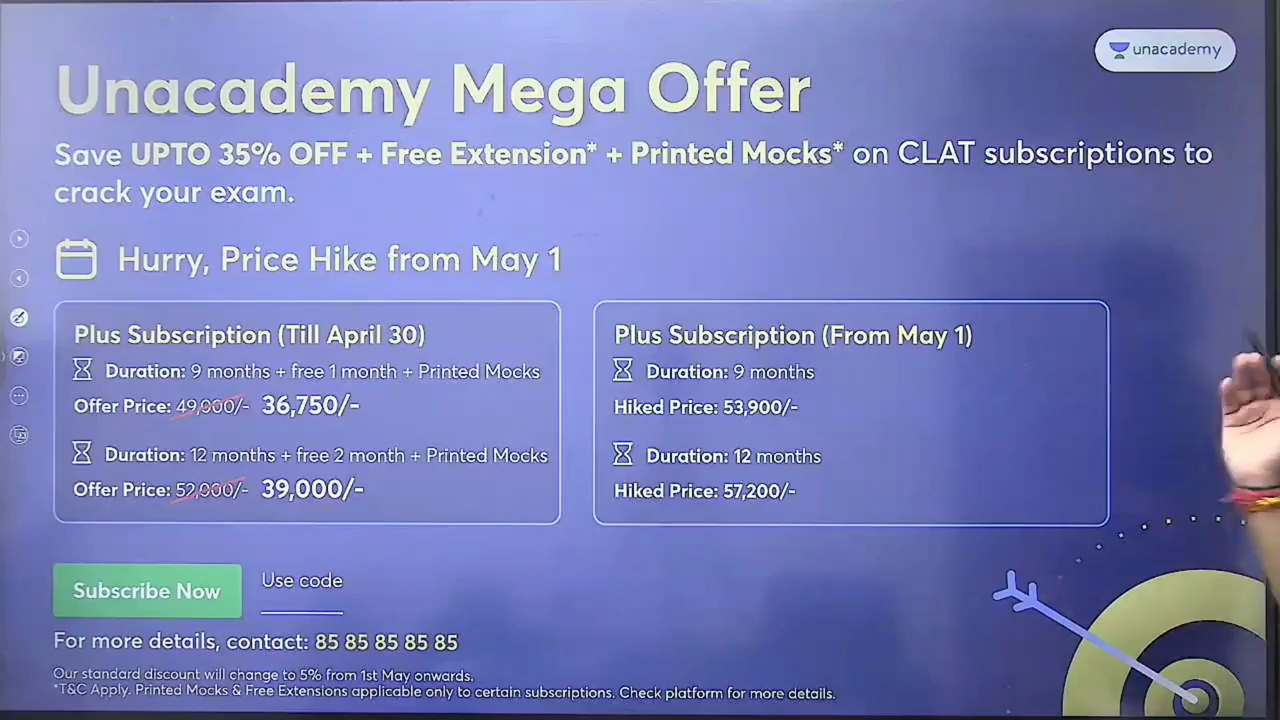 unacademy
Unacademy Mega Offer
Save UPTO 35% OFF + Free Extension* + Printed Mocks* on CLAT subscriptions to
crack your exam.
Hurry, Price Hike from May 1
Plus Subscription (Till April 30)
Duration: 9 months + free 1 month + Printed Mocks
Offer Price: 49,000/- 36,750/-
Duration: 12 months + free 2 month + Printed Mocks
Offer Price: 52,000/- 39,000/-
Plus Subscription (From May 1)
Duration: 9 months
Hiked Price: 53,900/-
Duration: 12 months
Hiked Price: 57,200/-
Subscribe Now
Use code
For more details, contact: 85 85 85 85 85
Our standard discount will change to 5% from 1st May onwards.
*T&C Apply. Printed Mocks & Free Extensions applicable only to certain subscriptions. Check platform for more details.